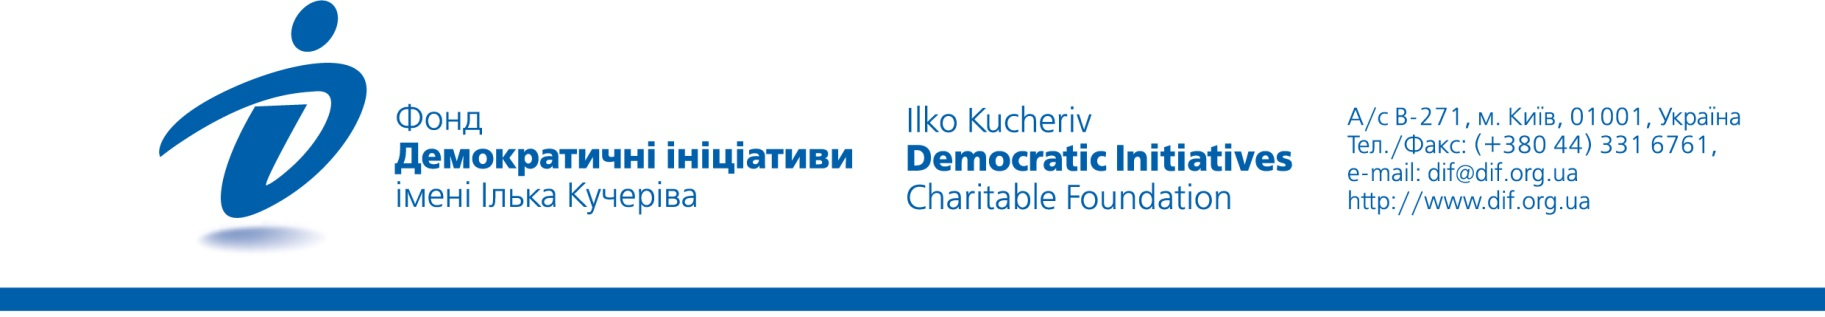 Фонд
Демократичні ініціативи
імені Ілька Кучеріва
Ilko Kucheriv
Democratic Initiatives
Charitable Foundation
А/с В-271, м. Київ, 01001, Україна
Тел./Факс: (+380 44) 331 6761,
e-mail: dif@dif.org.ua
http://www.dif.org.ua